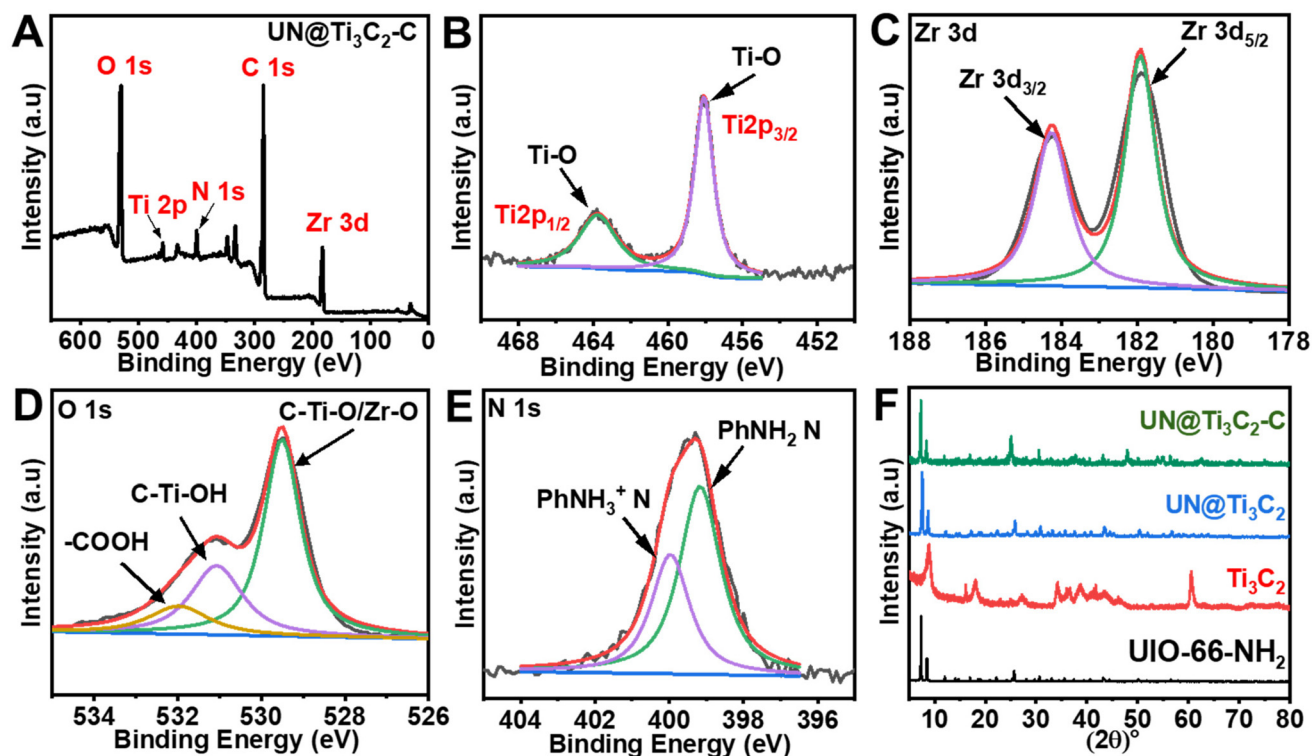 A
UN@Ti₃C₂-C
O 1s
C 1s
Ti 2p
N 1s
Zr 3d
Intensity (a.u)
600 500 400 300 200 100 0
Binding Energy (eV)
B
Ti-O
Ti2p₃/₂
Ti-O
Ti2p₁/₂
Intensity (a.u)
468 464 460 456 452
Binding Energy (eV)
C
Zr 3d
Zr 3d₅/₂
Zr 3d₃/₂
Intensity (a.u)
188 186 184 182 180 178
Binding Energy (eV)
D
O 1s
C-Ti-O/Zr-O
C-Ti-OH
-COOH
Intensity (a.u)
534 532 530 528 526
Binding Energy (eV)
E
N 1s
PhNH₂ N
PhNH₃⁺ N
Intensity (a.u)
404 402 400 398 396
Binding Energy (eV)
F
UN@Ti₃C₂-C
UN@Ti₃C₂
Ti₃C₂
UIO-66-NH₂
Intensity (a.u)
10 20 30 40 50 60 70 80
(2θ)°